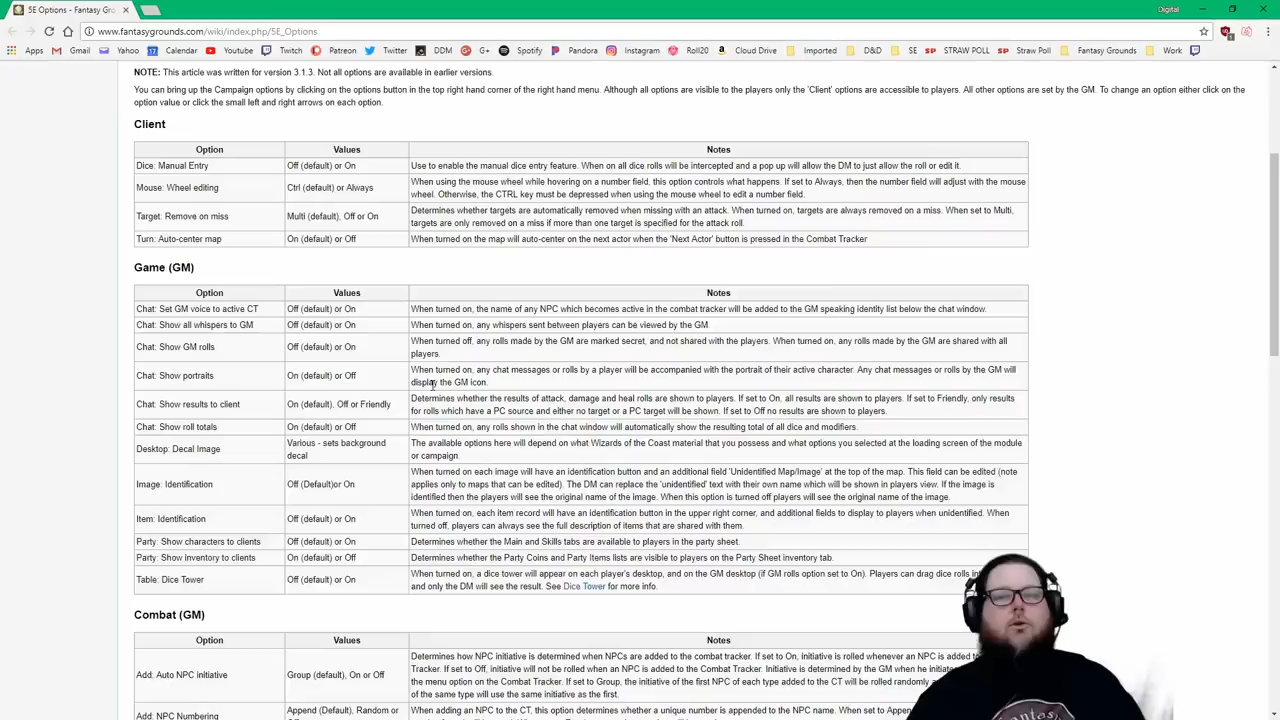 5E Options - Fantasy Gro
Digital
www.fantasygrounds.com/wiki/index.php/5E_Options
Apps Gmail Yahoo Calendar Youtube Twitch Patreon Twitter DDM G+ Spotify Pandora Instagram Roll20 Cloud Drive Imported D&D SE STRAW POLL Straw Poll Fantasy Grounds Work
NOTE: This article was written for version 3.1.3. Not all options are available in earlier versions.
You can bring up the Campaign options by clicking on the options button in the top right hand corner of the right hand menu. Although all options are visible to the players only the 'Client' options are accessible to players. All other options are set by the GM. To change an option either click on the
option value or click the small left and right arrows on each option.
Client
Option Values Notes
Dice: Manual Entry Off (default) or On Use to enable the manual dice entry feature. When on all dice rolls will be intercepted and a pop up will allow the DM to just allow the roll or edit it.
Mouse: Wheel editing Ctrl (default) or Always When using the mouse wheel while hovering on a number field, this option controls what happens. If set to Always, then the number field will adjust with the mouse
wheel. Otherwise, the CTRL key must be depressed when using the mouse wheel to edit a number field.
Target: Remove on miss Multi (default), Off or On Determines whether targets are automatically removed when missing with an attack. When turned on, targets are always removed on a miss. When set to Multi,
targets are only removed on a miss if more than one target is specified for the attack roll.
Turn: Auto-center map On (default) or Off When turned on the map will auto-center on the next actor when the 'Next Actor' button is pressed in the Combat Tracker
Game (GM)
Option Values Notes
Chat: Set GM voice to active CT Off (default) or On When turned on, the name of any NPC which becomes active in the combat tracker will be added to the GM speaking identity list below the chat window.
Chat: Show all whispers to GM Off (default) or On When turned on, any whispers sent between players can be viewed by the GM.
Chat: Show GM rolls Off (default) or On When turned off, any rolls made by the GM are marked secret, and not shared with the players. When turned on, any rolls made by the GM are shared with all
players.
Chat: Show portraits On (default) or Off When turned on, any chat messages or rolls by a player will be accompanied with the portrait of their active character. Any chat messages or rolls by the GM will
display the GM icon.
Chat: Show results to client On (default), Off or Friendly Determines whether the results of attack, damage and heal rolls are shown to players. If set to On, all results are shown to players. If set to Friendly, only results
for rolls which have a PC source and either no target or a PC target will be shown. If set to Off no results are shown to players.
Chat: Show roll totals On (default) or Off When turned on, any rolls shown in the chat window will automatically show the resulting total of all dice and modifiers.
Desktop: Decal Image Various - sets background
decal The available options here will depend on what Wizards of the Coast material that you possess and what options you selected at the loading screen of the module
or campaign.
Image: Identification Off (Default)or On When turned on each image will have an identification button and an additional field 'Unidentified Map/Image' at the top of the map. This field can be edited (note
applies only to maps that can be edited). The DM can replace the 'unidentified' text with their own name which will be shown in players view. If the image is
identified then the players will see the original name of the image. When this option is turned off players will see the original name of the image.
Item: Identification Off (default) or On When turned on, each item record will have an identification button in the upper right corner, and additional fields to display to players when unidentified. When
turned off, players can always see the full description of items that are shared with them.
Party: Show characters to clients Off (default) or On Determines whether the Main and Skills tabs are available to players in the party sheet.
Party: Show inventory to clients On (default) or Off Determines whether the Party Coins and Party Items lists are visible to players on the Party Sheet inventory tab.
Table: Dice Tower Off (default) or On When turned on, a dice tower will appear on each player's desktop, and on the GM desktop (if GM rolls option set to On). Players can drag dice rolls
and only the DM will see the result. See Dice Tower for more info.
Combat (GM)
Option Values Notes
Add: Auto NPC initiative Group (default), On or Off Determines how NPC initiative is determined when NPCs are added to the combat tracker. If set to On, initiative is rolled whenever an NPC is added
Tracker. If set to Off, initiative will not be rolled when an NPC is added to the Combat Tracker. Initiative is determined by the GM when he
the menu option on the Combat Tracker. If set to Group, the initiative of the first NPC of each type added to the CT will be rolled randomly
of the same type will use the same initiative as the first.
Add: NPC Numbering Append (Default), Random or When adding an NPC to the CT, this option determines whether a unique number is appended to the NPC name. When set to